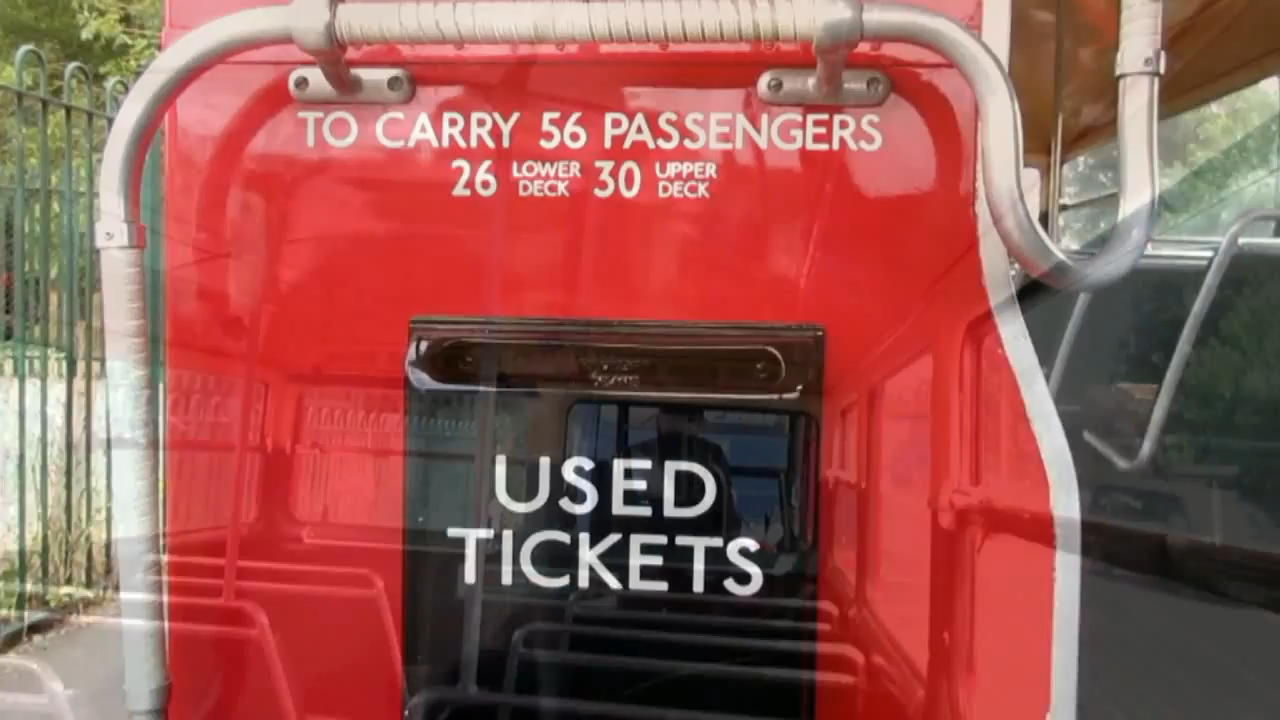 TO CARRY 56 PASSENGERS
26 LOWER DECK 30 UPPER DECK
USED
TICKETS